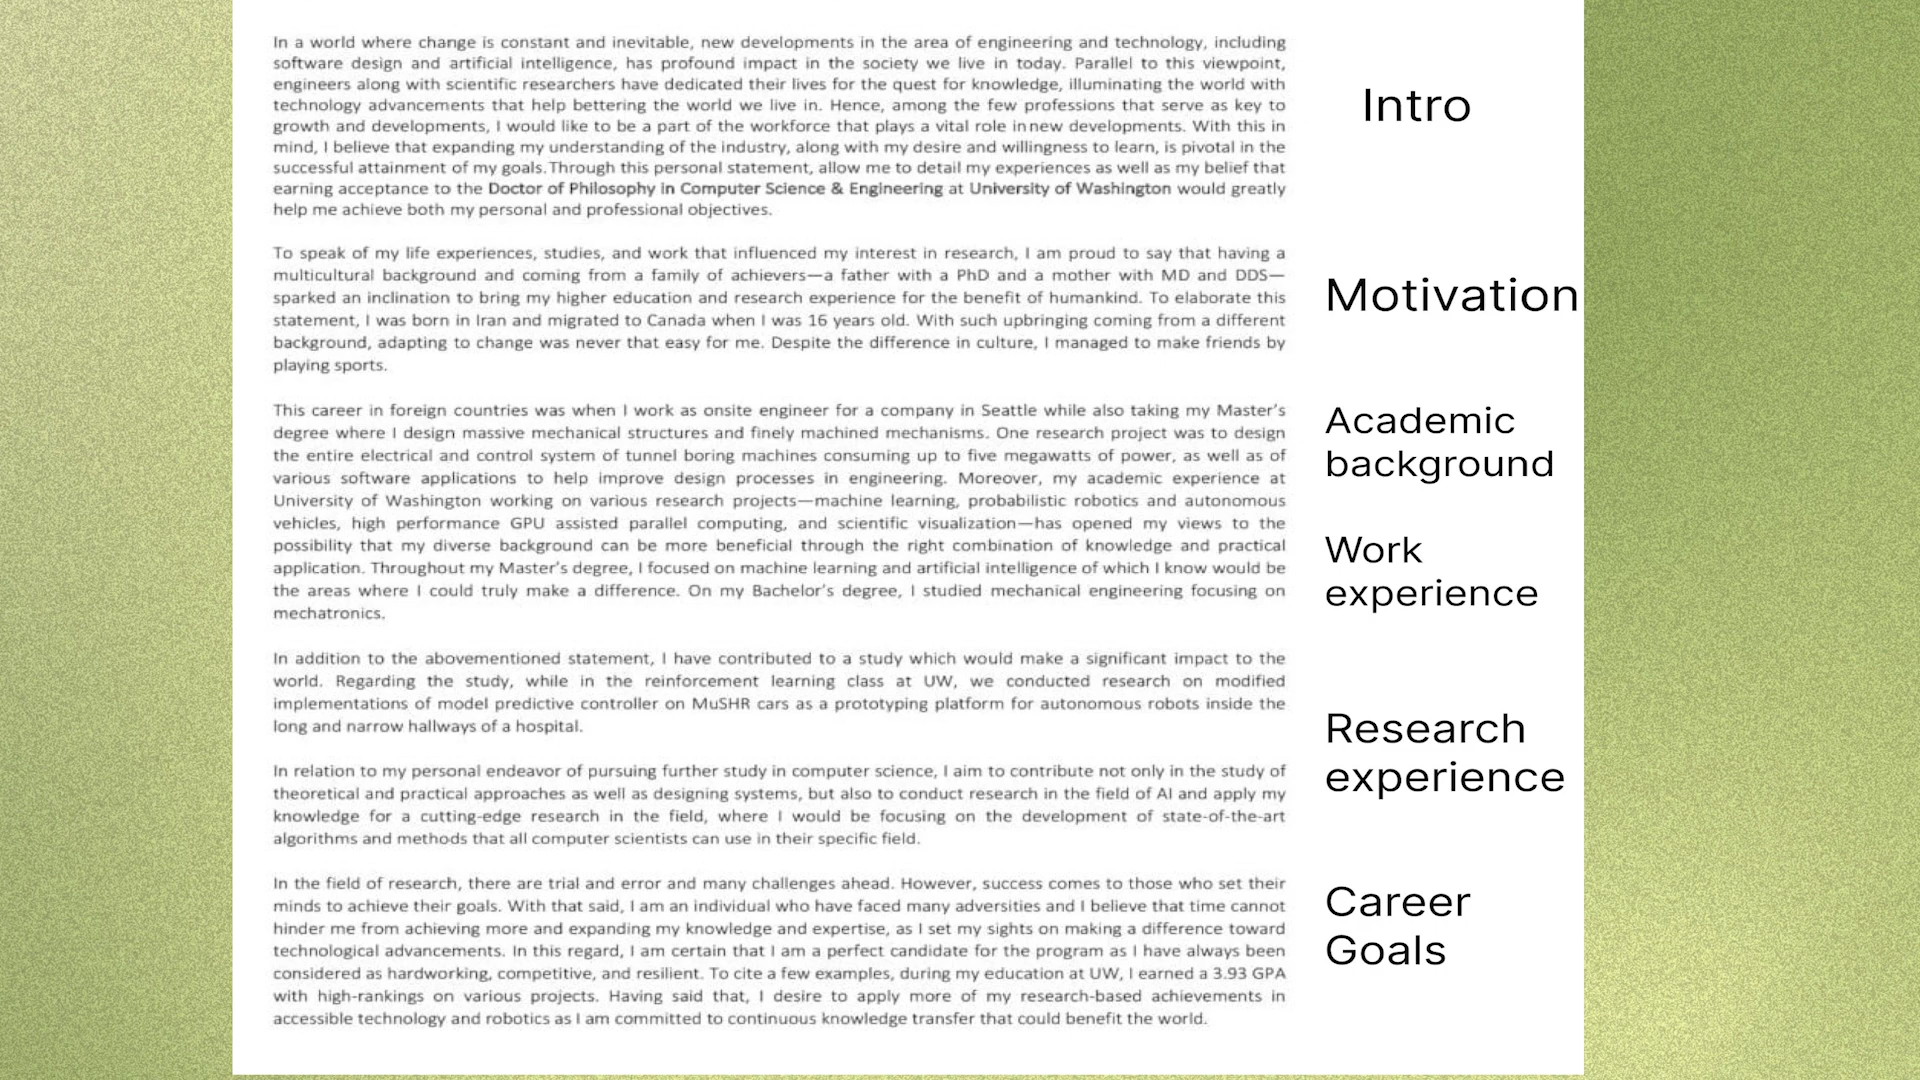 In a world where change is constant and inevitable, new developments in the area of engineering and technology, including
software design and artificial intelligence, has profound impact in the society we live in today. Parallel to this viewpoint,
engineers along with scientific researchers have dedicated their lives for the quest for knowledge, illuminating the world with
technology advancements that help bettering the world we live in. Hence, among the few professions that serve as key to
growth and developments, I would like to be a part of the workforce that plays a vital role in new developments. With this in
mind, I believe that expanding my understanding of the industry, along with my desire and willingness to learn, is pivotal in the
successful attainment of my goals. Through this personal statement, allow me to detail my experiences as well as my belief that
earning acceptance to the Doctor of Philosophy in Computer Science & Engineering at University of Washington would greatly
help me achieve both my personal and professional objectives.
Intro
To speak of my life experiences, studies, and work that influenced my interest in research, I am proud to say that having a
multicultural background and coming from a family of achievers—a father with a PhD and a mother with MD and DDS—
sparked an inclination to bring my higher education and research experience for the benefit of humankind. To elaborate this
statement, I was born in Iran and migrated to Canada when I was 16 years old. With such upbringing coming from a different
background, adapting to change was never that easy for me. Despite the difference in culture, I managed to make friends by
playing sports.
Motivation
This career in foreign countries was when I work as onsite engineer for a company in Seattle while also taking my Master's
degree where I design massive mechanical structures and finely machined mechanisms. One research project was to design
the entire electrical and control system of tunnel boring machines consuming up to five megawatts of power, as well as of
various software applications to help improve design processes in engineering. Moreover, my academic experience at
University of Washington working on various research projects—machine learning, probabilistic robotics and autonomous
vehicles, high performance GPU assisted parallel computing, and scientific visualization—has opened my views to the
possibility that my diverse background can be more beneficial through the right combination of knowledge and practical
application. Throughout my Master's degree, I focused on machine learning and artificial intelligence of which I know would be
the areas where I could truly make a difference. On my Bachelor's degree, I studied mechanical engineering focusing on
mechatronics.
Academic
background
Work
experience
In addition to the abovementioned statement, I have contributed to a study which would make a significant impact to the
world. Regarding the study, while in the reinforcement learning class at UW, we conducted research on modified
implementations of model predictive controller on MuSHR cars as a prototyping platform for autonomous robots inside the
long and narrow hallways of a hospital.
Research
experience
In relation to my personal endeavor of pursuing further study in computer science, I aim to contribute not only in the study of
theoretical and practical approaches as well as designing systems, but also to conduct research in the field of AI and apply my
knowledge for a cutting-edge research in the field, where I would be focusing on the development of state-of-the-art
algorithms and methods that all computer scientists can use in their specific field.
In the field of research, there are trial and error and many challenges ahead. However, success comes to those who set their
minds to achieve their goals. With that said, I am an individual who have faced many adversities and I believe that time cannot
hinder me from achieving more and expanding my knowledge and expertise, as I set my sights on making a difference toward
technological advancements. In this regard, I am certain that I am a perfect candidate for the program as I have always been
considered as hardworking, competitive, and resilient. To cite a few examples, during my education at UW, I earned a 3.93 GPA
with high-rankings on various projects. Having said that, I desire to apply more of my research-based achievements in
accessible technology and robotics as I am committed to continuous knowledge transfer that could benefit the world.
Career
Goals